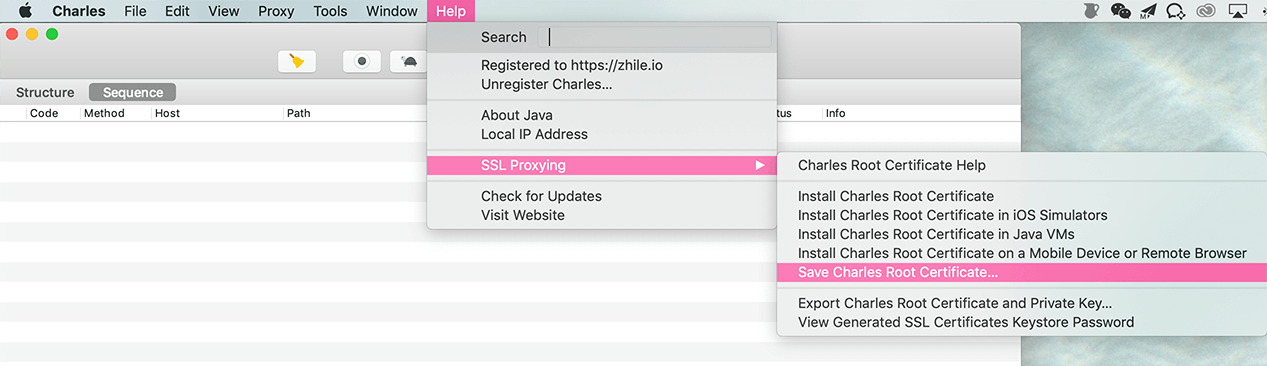 Charles File Edit View Proxy Tools Window Help
Search
Registered to https://zhile.io
Unregister Charles...
Structure Sequence
About Java
Code Method Host Path tus Info
Local IP Address
SSL Proxying
Charles Root Certificate Help
Check for Updates
Install Charles Root Certificate
Visit Website
Install Charles Root Certificate in iOS Simulators
Install Charles Root Certificate in Java VMs
Install Charles Root Certificate on a Mobile Device or Remote Browser
Save Charles Root Certificate...
Export Charles Root Certificate and Private Key...
View Generated SSL Certificates Keystore Password